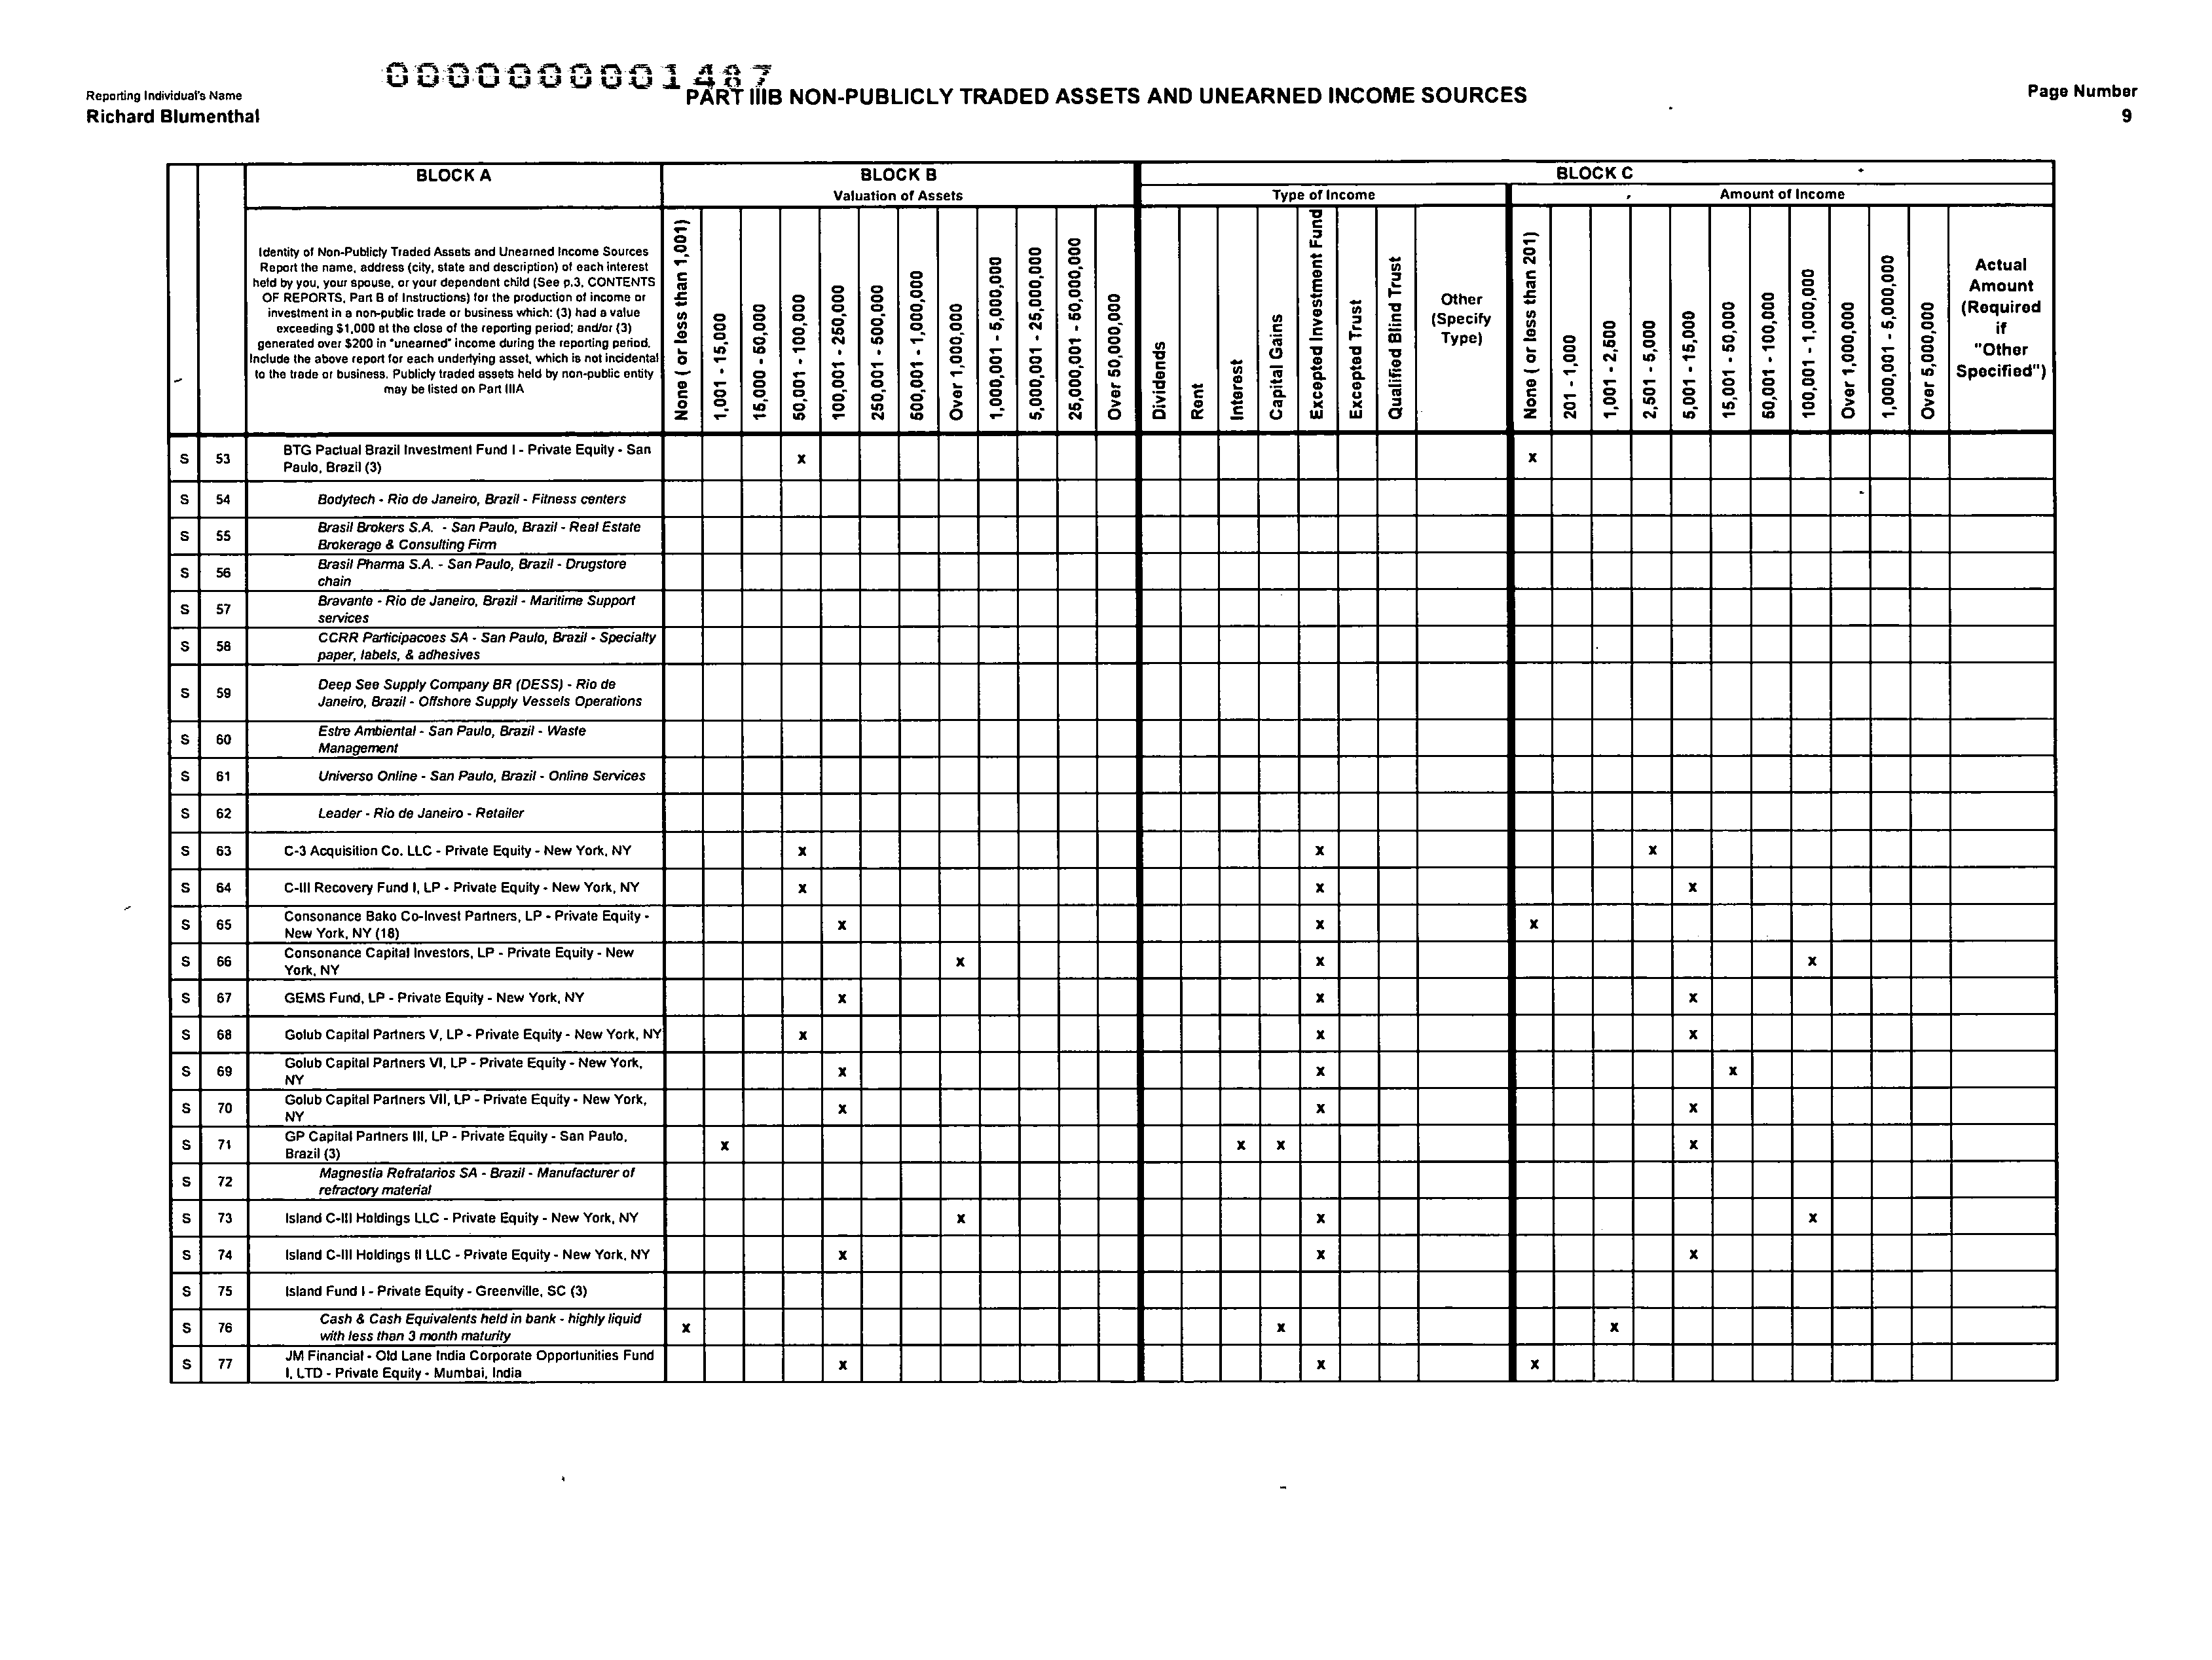 0000000001487
Reporting Individual's Name
Richard Blumenthal
PART IIIB NON-PUBLICLY TRADED ASSETS AND UNEARNED INCOME SOURCES
Page Number
9
BLOCK A
BLOCK B
BLOCK C
Valuation of Assets
Type of Income
Amount of Income
Identity of Non-Publicly Traded Assets and Unearned Income Sources
Report the name, address (city, state and description) of each interest
held by you, your spouse, or your dependent child (See p.3, CONTENTS
OF REPORTS, Part B of Instructions) for the production of income or
investment in a non-public trade or business which: (3) had a value
exceeding $1,000 at the close of the reporting period; and/or (3)
generated over $200 in "unearned" income during the reporting period.
Include the above report for each underlying asset, which is not incidental
to the trade or business. Publicly traded assets held by non-public entity
may be listed on Part IIIA
None ( or less than 1,001)
1,001 - 15,000
15,000 - 50,000
50,001 - 100,000
100,001 - 250,000
250,001 - 500,000
500,001 - 1,000,000
Over 1,000,000
1,000,001 - 5,000,000
5,000,001 - 25,000,000
25,000,001 - 50,000,000
Over 50,000,000
Dividends
Rent
Interest
Capital Gains
Excepted Investment Fund
Excepted Trust
Qualified Blind Trust
Other
(Specify
Type)
None ( or less than 201)
201 - 1,000
1,001 - 2,500
2,501 - 5,000
5,001 - 15,000
15,001 - 50,000
50,001 - 100,000
100,001 - 1,000,000
Over 1,000,000
1,000,001 - 5,000,000
Over 5,000,000
Actual
Amount
(Required
if
"Other
Specified")
S 53 BTG Pactual Brazil Investment Fund I - Private Equity - San
Paulo, Brazil (3) x x
S 54 Bodytech - Rio de Janeiro, Brazil - Fitness centers
S 55 Brasil Brokers S.A. - San Paulo, Brazil - Real Estate
Brokerage & Consulting Firm
S 56 Brasil Pharma S.A. - San Paulo, Brazil - Drugstore
chain
S 57 Bravante - Rio de Janeiro, Brazil - Maritime Support
services
S 58 CCRR Participacoes SA - San Paulo, Brazil - Specialty
paper, labels, & adhesives
S 59 Deep See Supply Company BR (DESS) - Rio de
Janeiro, Brazil - Offshore Supply Vessels Operations
S 60 Estre Ambiental - San Paulo, Brazil - Waste
Management
S 61 Universo Online - San Paulo, Brazil - Online Services
S 62 Leader - Rio de Janeiro - Retailer
S 63 C-3 Acquisition Co. LLC - Private Equity - New York, NY x x x
S 64 C-III Recovery Fund I, LP - Private Equity - New York, NY x x x
S 65 Consonance Bako Co-Invest Partners, LP - Private Equity -
New York, NY (18) x x x
S 66 Consonance Capital Investors, LP - Private Equity - New
York, NY x x x
S 67 GEMS Fund, LP - Private Equity - New York, NY x x x
S 68 Golub Capital Partners V, LP - Private Equity - New York, NY x x x
S 69 Golub Capital Partners VI, LP - Private Equity - New York,
NY x x x
S 70 Golub Capital Partners VII, LP - Private Equity - New York,
NY x x x
S 71 GP Capital Partners III, LP - Private Equity - San Paulo,
Brazil (3) x x x x
S 72 Magnestia Refratarios SA - Brazil - Manufacturer of
refractory material
S 73 Island C-III Holdings LLC - Private Equity - New York, NY x x x
S 74 Island C-III Holdings II LLC - Private Equity - New York, NY x x x
S 75 Island Fund I - Private Equity - Greenville, SC (3)
S 76 Cash & Cash Equivalents held in bank - highly liquid
with less than 3 month maturity x x x
S 77 JM Financial - Old Lane India Corporate Opportunities Fund
I, LTD - Private Equity - Mumbai, India x x x